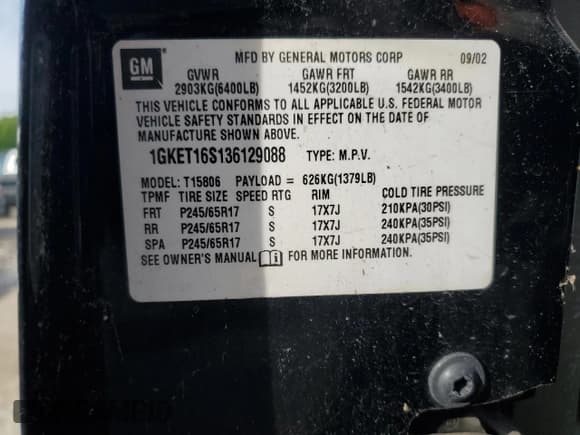 GM
MFD BY GENERAL MOTORS CORP 09/02
GVWR GAWR FRT GAWR RR
2903KG(6400LB) 1452KG(3200LB) 1542KG(3400LB)
THIS VEHICLE CONFORMS TO ALL APPLICABLE U.S. FEDERAL MOTOR
VEHICLE SAFETY STANDARDS IN EFFECT ON THE DATE OF
MANUFACTURE SHOWN ABOVE.
1GKET16S136129088 TYPE: M.P.V.
MODEL: T15806 PAYLOAD = 626KG(1379LB)
TPMF TIRE SIZE SPEED RTG RIM COLD TIRE PRESSURE
FRT P245/65R17 S 17X7J 210KPA(30PSI)
RR P245/65R17 S 17X7J 240KPA(35PSI)
SPA P245/65R17 S 17X7J 240KPA(35PSI)
SEE OWNER'S MANUAL i FOR MORE INFORMATION.